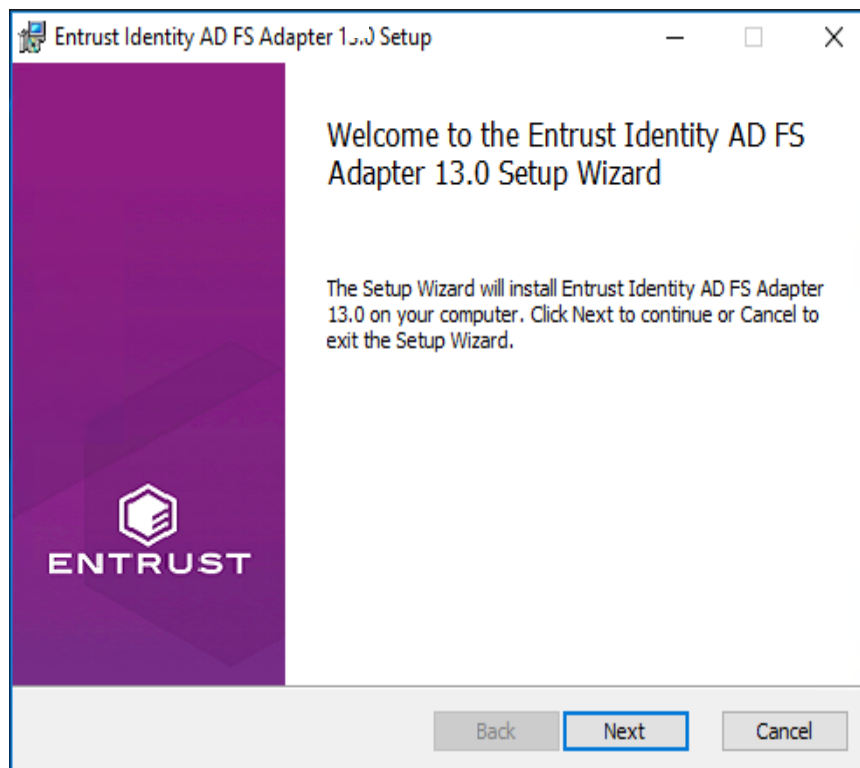 Entrust Identity AD FS Adapter Setup
Welcome to the Entrust Identity AD FS
Adapter 13.0 Setup Wizard
The Setup Wizard will install Entrust Identity AD FS Adapter
13.0 on your computer. Click Next to continue or Cancel to
exit the Setup Wizard.
ENTRUST
Back
Next
Cancel